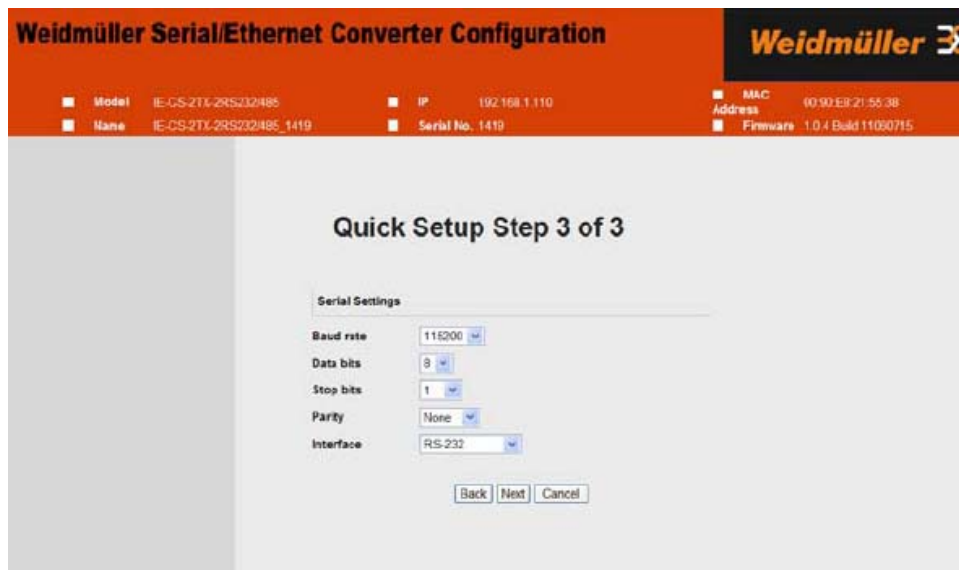 Weidmüller Serial/Ethernet Converter Configuration
Weidmüller
Model IE-CS-2TX-2RS232/485
IP 192.168.1.110
MAC Address 00:90:E8:21:55:38
Name IE-CS-2TX-2RS232/485_1419
Serial No. 1419
Firmware 1.0.4 Build 11060715
Quick Setup Step 3 of 3
Serial Settings
Baud rate 115200
Data bits 8
Stop bits 1
Parity None
Interface RS-232
Back Next Cancel